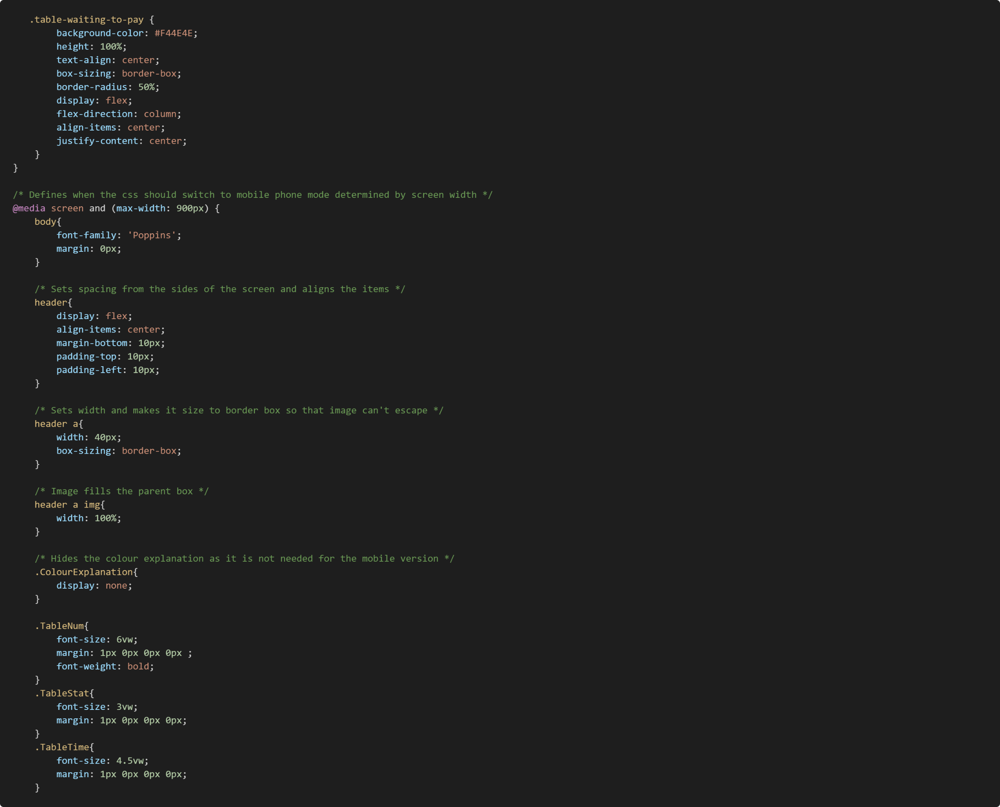 .table-waiting-to-pay {
background-color: #F44E4E;
height: 100%;
text-align: center;
box-sizing: border-box;
border-radius: 50%;
display: flex;
flex-direction: column;
align-items: center;
justify-content: center;
}
}
/* Defines when the css should switch to mobile phone mode determined by screen width */
@media screen and (max-width: 900px) {
body{
font-family: 'Poppins';
margin: 0px;
}
/* Sets spacing from the sides of the screen and aligns the items */
header{
display: flex;
align-items: center;
margin-bottom: 10px;
padding-top: 10px;
padding-left: 10px;
}
/* Sets width and makes it size to border box so that image can't escape */
header a{
width: 40px;
box-sizing: border-box;
}
/* Image fills the parent box */
header a img{
width: 100%;
}
/* Hides the colour explanation as it is not needed for the mobile version */
.ColourExplanation{
display: none;
}
.TableNum{
font-size: 6vw;
margin: 1px 0px 0px 0px ;
font-weight: bold;
}
.TableStat{
font-size: 3vw;
margin: 1px 0px 0px 0px;
}
.TableTime{
font-size: 4.5vw;
margin: 1px 0px 0px 0px;
}